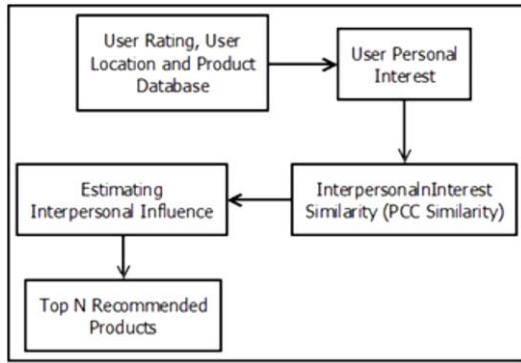 User Rating, User
Location and Product
Database
User Personal
Interest
InterpersonalnInterest
Similarity (PCC Similarity)
Estimating
Interpersonal Influence
Top N Recommended
Products